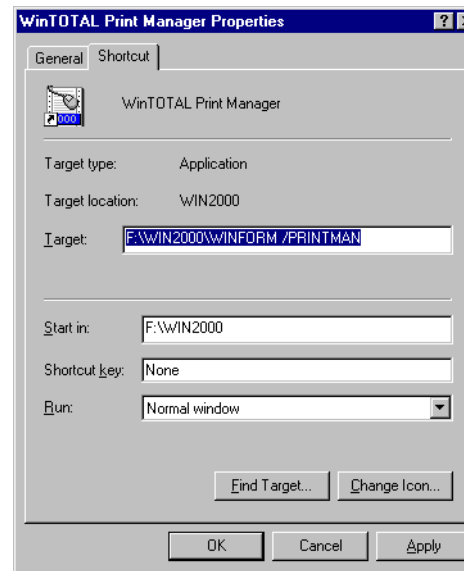 WinTOTAL Print Manager Properties ?
General Shortcut
000
WinTOTAL Print Manager
Target type: Application
Target location: WIN2000
Target: F:\WIN2000\WINFORM /PRINTMAN
Start in: F:\WIN2000
Shortcut key: None
Run: Normal window
Find Target... Change Icon...
OK Cancel Apply